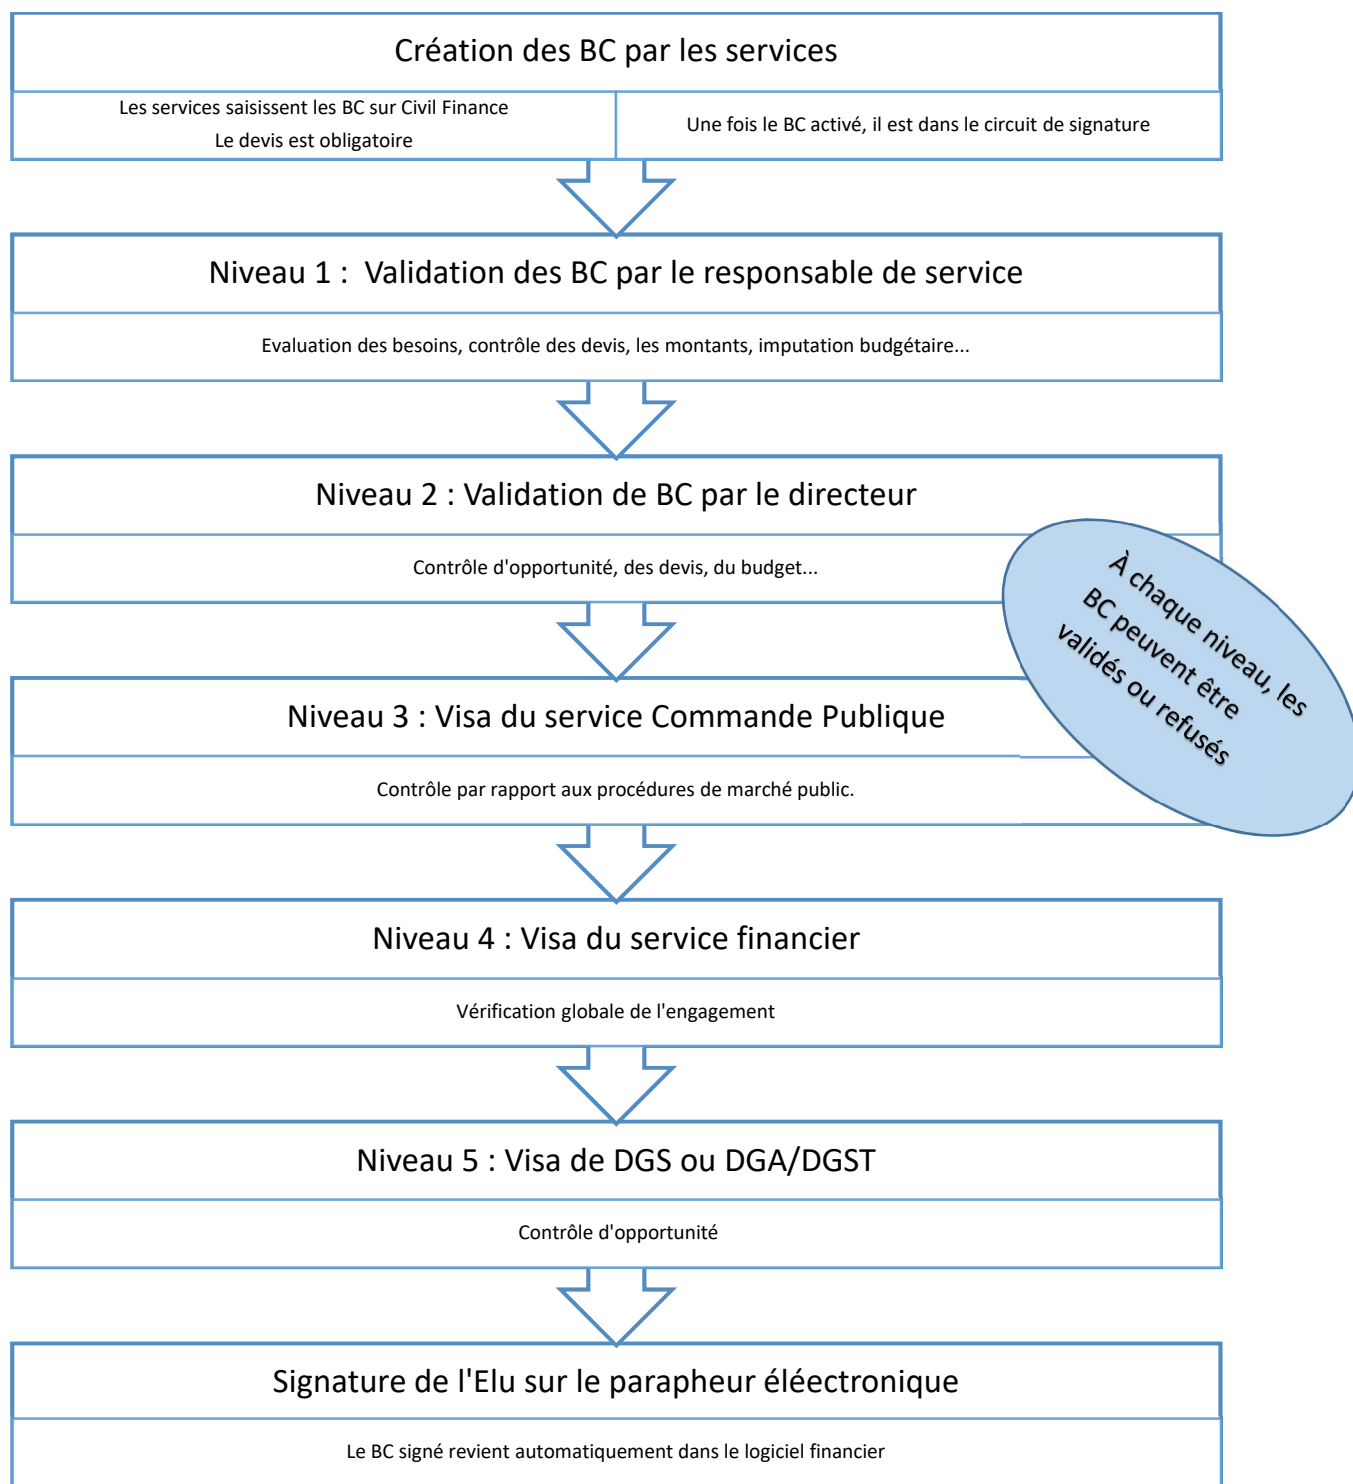 Création des BC par les services
Les services saisissent les BC sur Civil Finance
Le devis est obligatoire
Une fois le BC activé, il est dans le circuit de signature
Niveau 1 : Validation des BC par le responsable de service
Evaluation des besoins, contrôle des devis, les montants, imputation budgétaire...
Niveau 2 : Validation de BC par le directeur
Contrôle d'opportunité, des devis, du budget...
À chaque niveau, les
BC peuvent être
validés ou refusés
Niveau 3 : Visa du service Commande Publique
Contrôle par rapport aux procédures de marché public.
Niveau 4 : Visa du service financier
Vérification globale de l'engagement
Niveau 5 : Visa de DGS ou DGA/DGST
Contrôle d'opportunité
Signature de l'Elu sur le parapheur éléectronique
Le BC signé revient automatiquement dans le logiciel financier